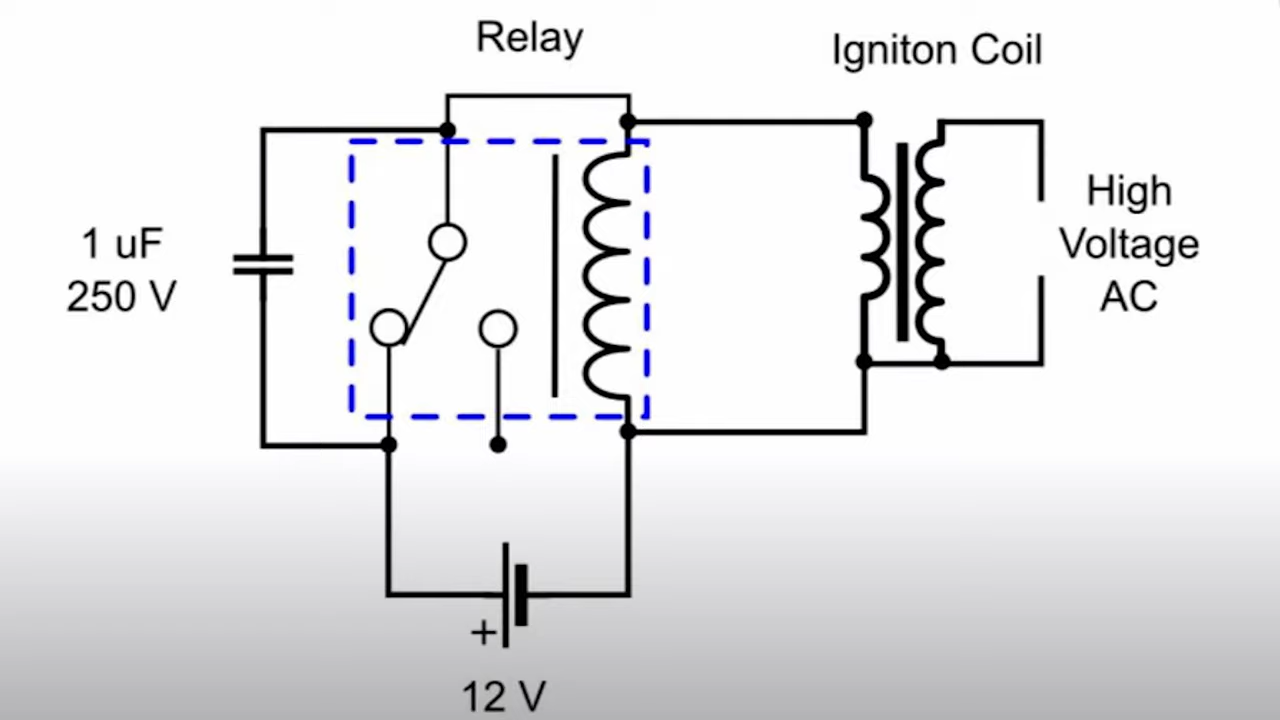 Relay
Igniton Coil
1 uF
250 V
High
Voltage
AC
+
12 V